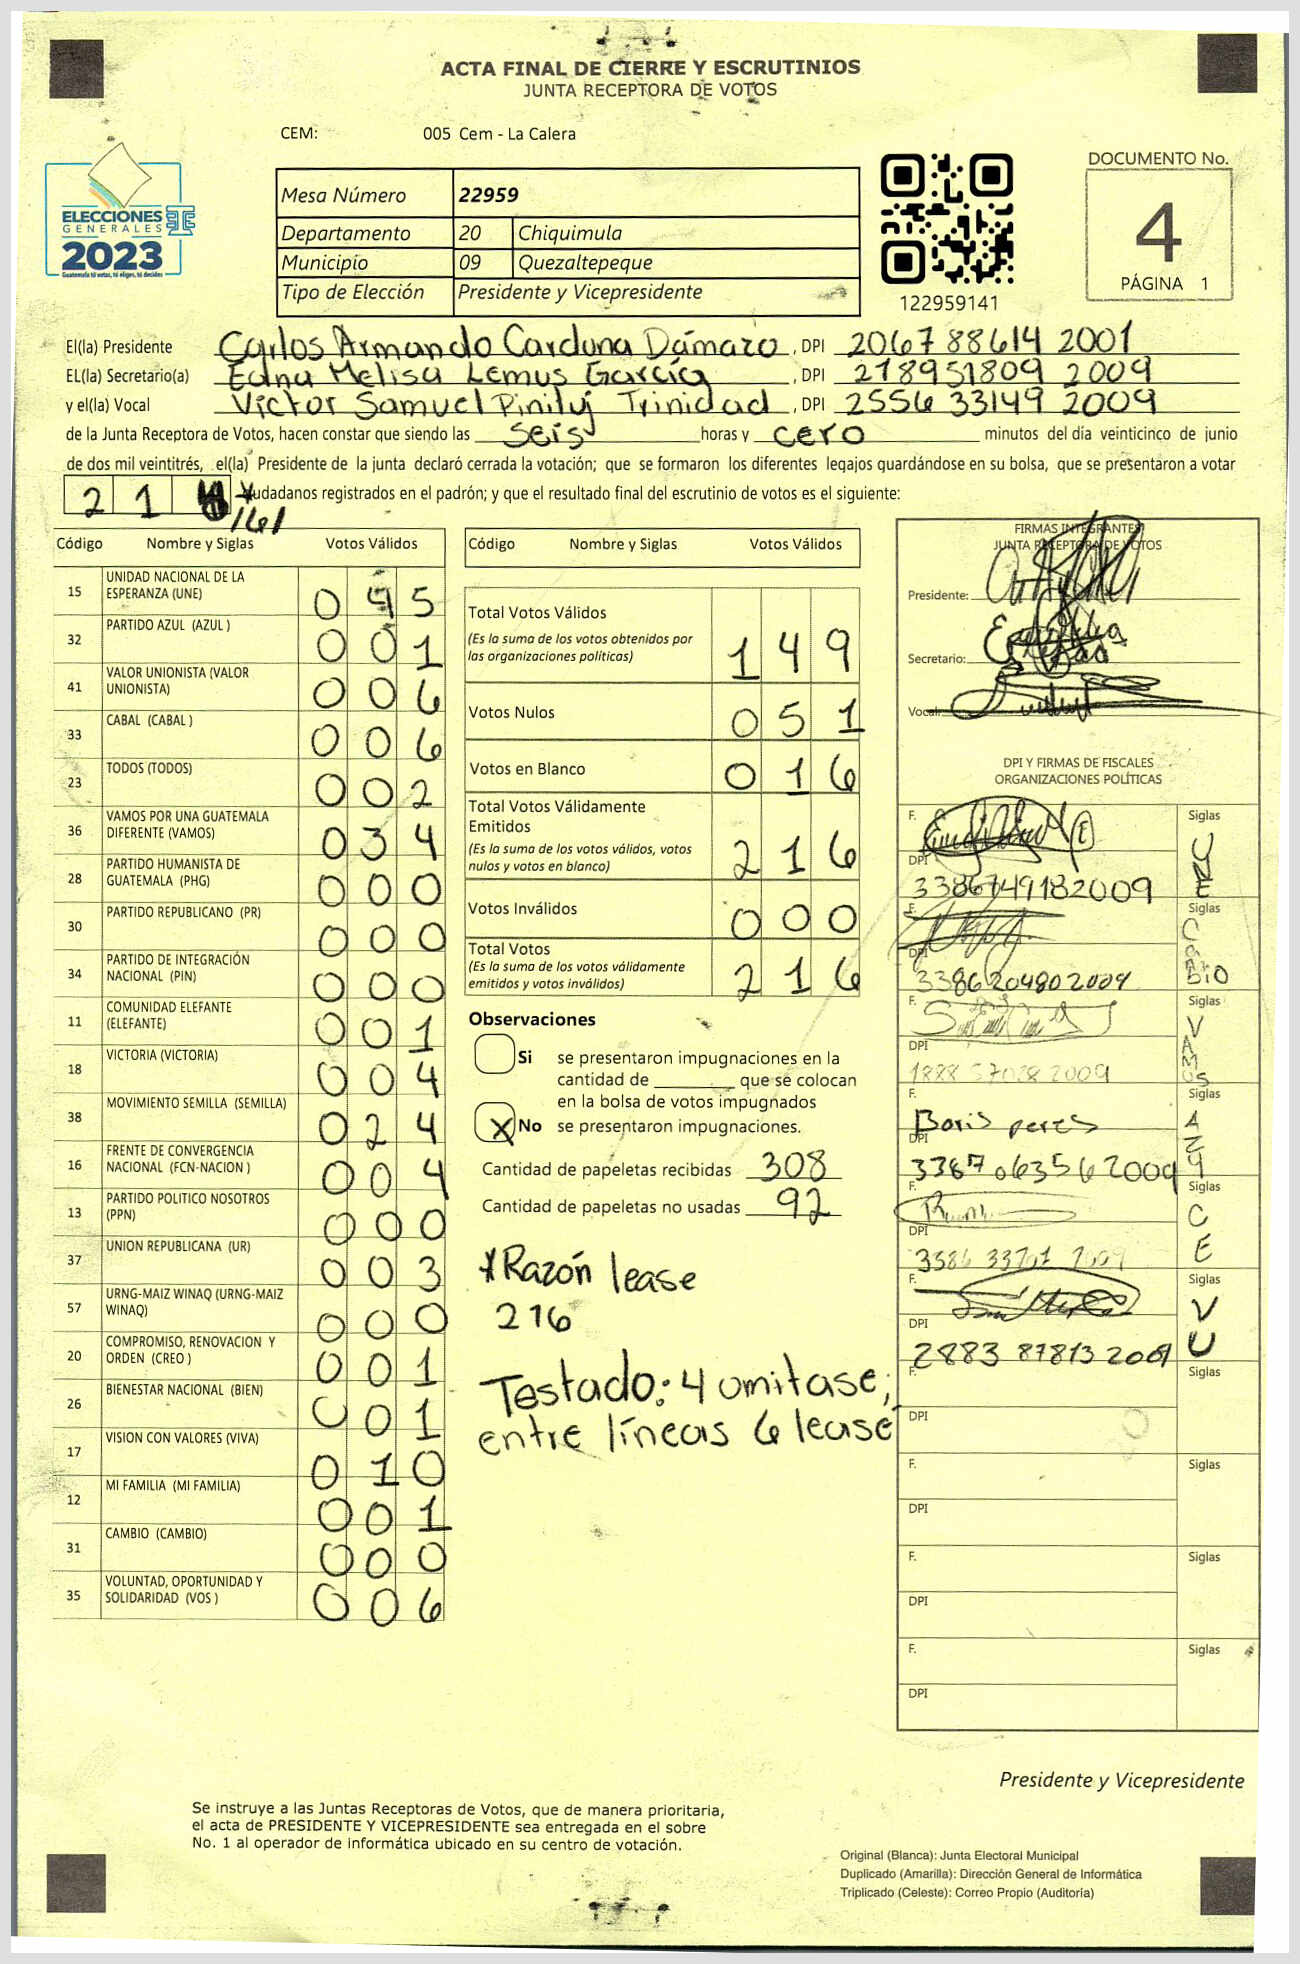 ACTA FINAL DE CIERRE Y ESCRUTINIOS
JUNTA RECEPTORA DE VOTOS
CEM: 005 Cem - La Calera
ELECCIONES
GENERALES
2023
Guatemala tú votas, tú eliges, tú decides
Mesa Número 22959
Departamento 20 Chiquimula
Municipio 09 Quezaltepeque
Tipo de Elección Presidente y Vicepresidente
122959141
DOCUMENTO No.
4
PÁGINA 1
El(la) Presidente Carlos Armando Carduna Dámazo, DPI 2067 88614 2001
EL(la) Secretario(a) Edna Melisa Lemus García, DPI 2189 51809 2009
y el(la) Vocal Víctor Samuel Trinidad, DPI 2556 33149 2009
de la Junta Receptora de Votos, hacen constar que siendo las seis horas y cero minutos del día veinticinco de junio
de dos mil veintitrés, el(la) Presidente de la junta declaró cerrada la votación; que se formaron los diferentes legajos guardándose en su bolsa, que se presentaron a votar
2 1 udadanos registrados en el padrón; y que el resultado final del escrutinio de votos es el siguiente:
/6/
Código Nombre y Siglas Votos Válidos
15 UNIDAD NACIONAL DE LA ESPERANZA (UNE) 0 4 5
32 PARTIDO AZUL (AZUL ) 0 0 1
41 VALOR UNIONISTA (VALOR UNIONISTA) 0 0 6
33 CABAL (CABAL ) 0 0 6
23 TODOS (TODOS) 0 0 2
36 VAMOS POR UNA GUATEMALA DIFERENTE (VAMOS) 0 3 4
28 PARTIDO HUMANISTA DE GUATEMALA (PHG) 0 0 0
30 PARTIDO REPUBLICANO (PR) 0 0 0
34 PARTIDO DE INTEGRACIÓN NACIONAL (PIN) 0 0 0
11 COMUNIDAD ELEFANTE (ELEFANTE) 0 0 1
18 VICTORIA (VICTORIA) 0 0 4
38 MOVIMIENTO SEMILLA (SEMILLA) 0 2 4
16 FRENTE DE CONVERGENCIA NACIONAL (FCN-NACION ) 0 0 4
13 PARTIDO POLITICO NOSOTROS (PPN) 0 0 0
37 UNION REPUBLICANA (UR) 0 0 3
57 URNG-MAIZ WINAQ (URNG-MAIZ WINAQ) 0 0 0
20 COMPROMISO, RENOVACION Y ORDEN (CREO ) 0 0 1
26 BIENESTAR NACIONAL (BIEN) 0 0 1
17 VISION CON VALORES (VIVA) 0 1 0
12 MI FAMILIA (MI FAMILIA) 0 0 1
31 CAMBIO (CAMBIO) 0 0 0
35 VOLUNTAD, OPORTUNIDAD Y SOLIDARIDAD (VOS ) 0 0 6
Código Nombre y Siglas Votos Válidos
Total Votos Válidos 1 4 9
(Es la suma de los votos obtenidos por
las organizaciones políticas)
Votos Nulos 0 5 1
Votos en Blanco 0 1 6
Total Votos Válidamente
Emitidos 2 1 6
(Es la suma de los votos válidos, votos
nulos y votos en blanco)
Votos Inválidos 0 0 0
Total Votos 2 1 6
(Es la suma de los votos válidamente
emitidos y votos inválidos)
Observaciones
Si se presentaron impugnaciones en la
cantidad de ________ que se colocan
en la bolsa de votos impugnados
X No se presentaron impugnaciones.
Cantidad de papeletas recibidas 308
Cantidad de papeletas no usadas 92
*Razón lease
216
Testado: 4 omitase;
entre líneas 6 lease
FIRMAS INTEGRANTES
JUNTA RECEPTORA DE VOTOS
Presidente:
Secretario:
Vocal:
DPI Y FIRMAS DE FISCALES
ORGANIZACIONES POLÍTICAS
F. Siglas UNE
DPI
3386749182009
F. Siglas
DPI
3386204802009
F. Siglas VAMOS
DPI
1888 57028 2009
F. Siglas AZUL
Boris perez
DPI
3387 06356 2009
F. Siglas CE
DPI
F. Siglas VU
DPI
2883 87813 2009
F. Siglas
DPI
F. Siglas
DPI
F. Siglas
DPI
F. Siglas
DPI
Presidente y Vicepresidente
Se instruye a las Juntas Receptoras de Votos, que de manera prioritaria,
el acta de PRESIDENTE Y VICEPRESIDENTE sea entregada en el sobre
No. 1 al operador de informática ubicado en su centro de votación.
Original (Blanca): Junta Electoral Municipal
Duplicado (Amarilla): Dirección General de Informática
Triplicado (Celeste): Correo Propio (Auditoría)